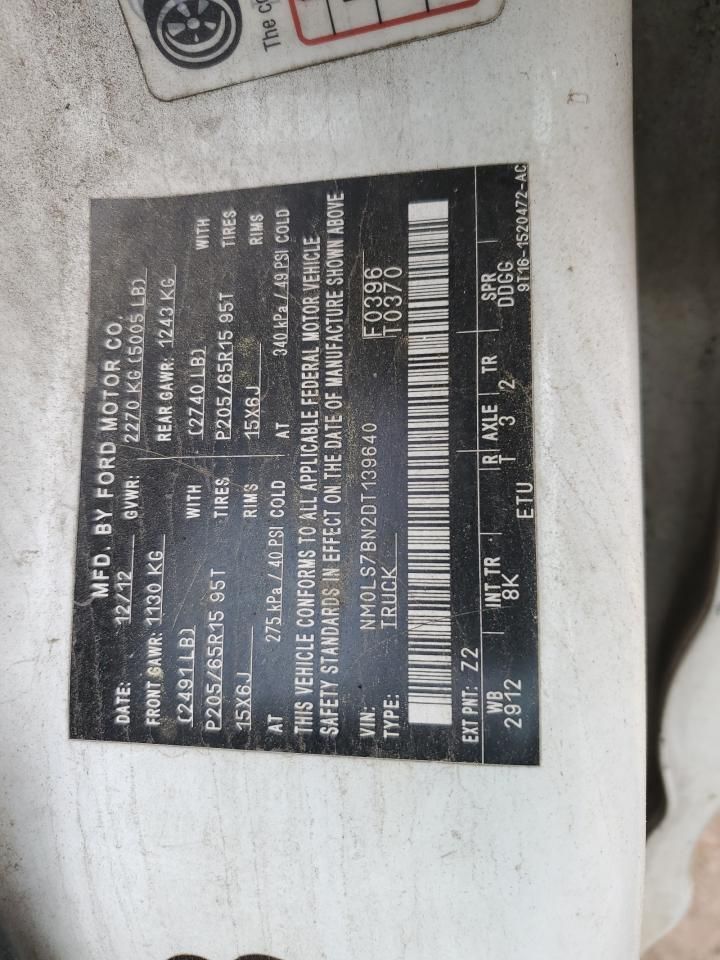 The
MFD. BY FORD MOTOR CO.
DATE: 12/12 GVWR: 2270 KG (5005 LB)
FRONT GAWR: 1130 KG REAR GAWR: 1243 KG
(2491LB) WITH (2740 LB) WITH
P205/65R15 95T TIRES P205/65R15 95T TIRES
15X6J RIMS 15X6J RIMS
AT 275 kPa / 40 PSI COLD AT 340 kPa / 49 PSI COLD
THIS VEHICLE CONFORMS TO ALL APPLICABLE FEDERAL MOTOR VEHICLE
SAFETY STANDARDS IN EFFECT ON THE DATE OF MANUFACTURE SHOWN ABOVE
VIN: NM0LS7BN2DT139640 F0396
TYPE: TRUCK T0370
EXT PNT: Z2
WB INT TR R AXLE TR SPR
2912 8K T 3 2 DDGG
ETU 9T16-1520472-AC